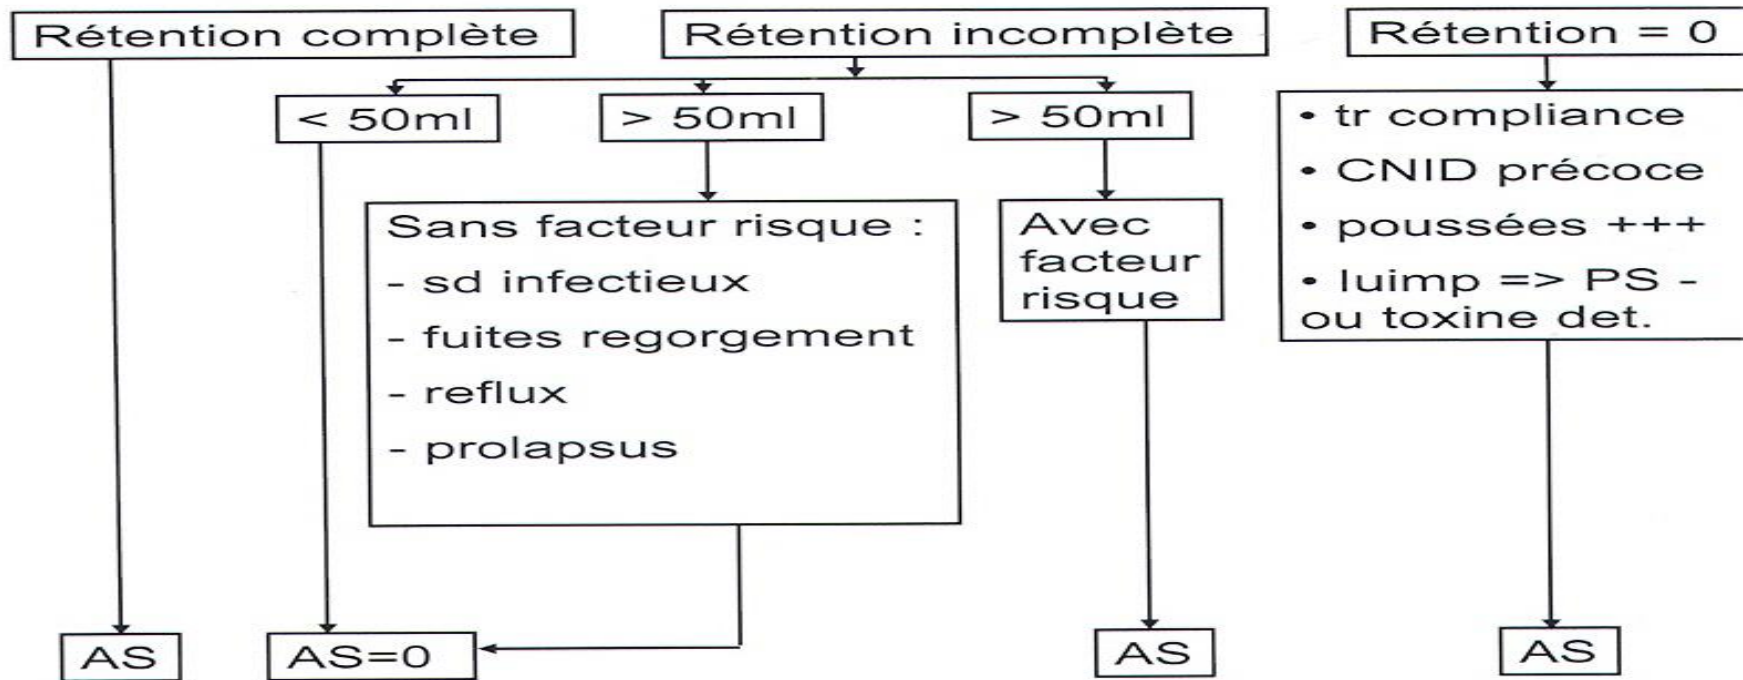 Rétention complète
Rétention incomplète
Rétention = 0
< 50ml
> 50ml
> 50ml
• tr compliance
• CNID précoce
• poussées +++
• Iuimp => PS -
ou toxine det.
Sans facteur risque :
- sd infectieux
- fuites regorgement
- reflux
- prolapsus
Avec
facteur
risque
AS
AS=0
AS
AS